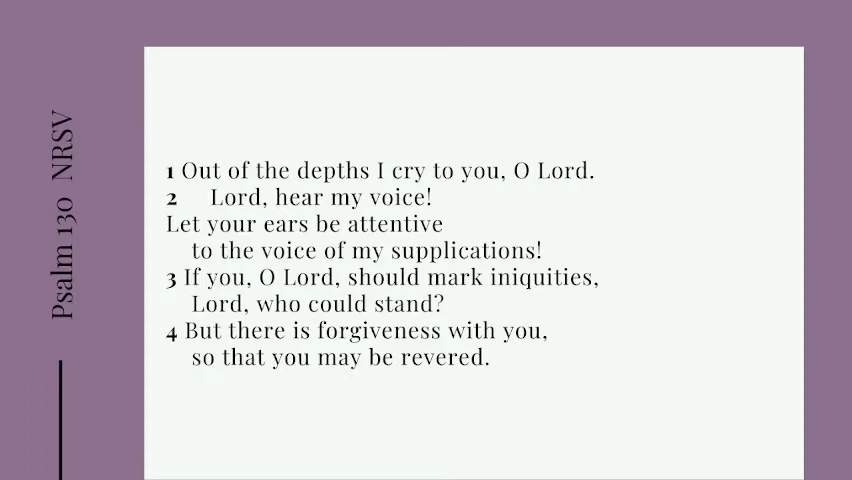 Psalm 130 NRSV
1 Out of the depths I cry to you, O Lord.
2 Lord, hear my voice!
Let your ears be attentive
to the voice of my supplications!
3 If you, O Lord, should mark iniquities,
Lord, who could stand?
4 But there is forgiveness with you,
so that you may be revered.